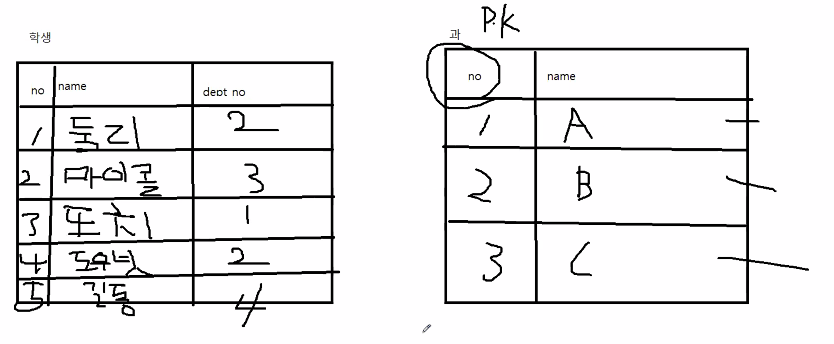 학생
no name dept no
1 둘리 2
2 마이콜 3
3 또치 1
4 도우넛 2
5 길동 4
과 P.K
no name
1 A
2 B
3 C